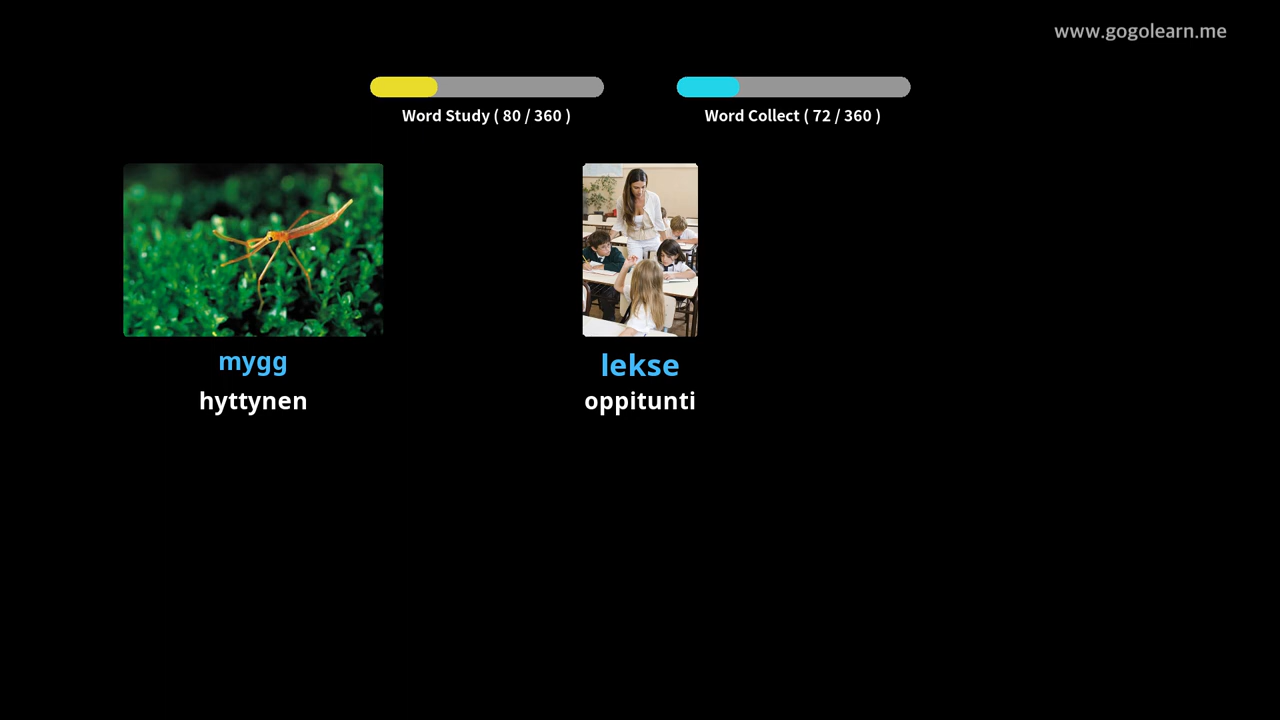 www.gogolearn.me
Word Study ( 80 / 360 )
Word Collect ( 72 / 360 )
mygg
hyttynen
lekse
oppitunti